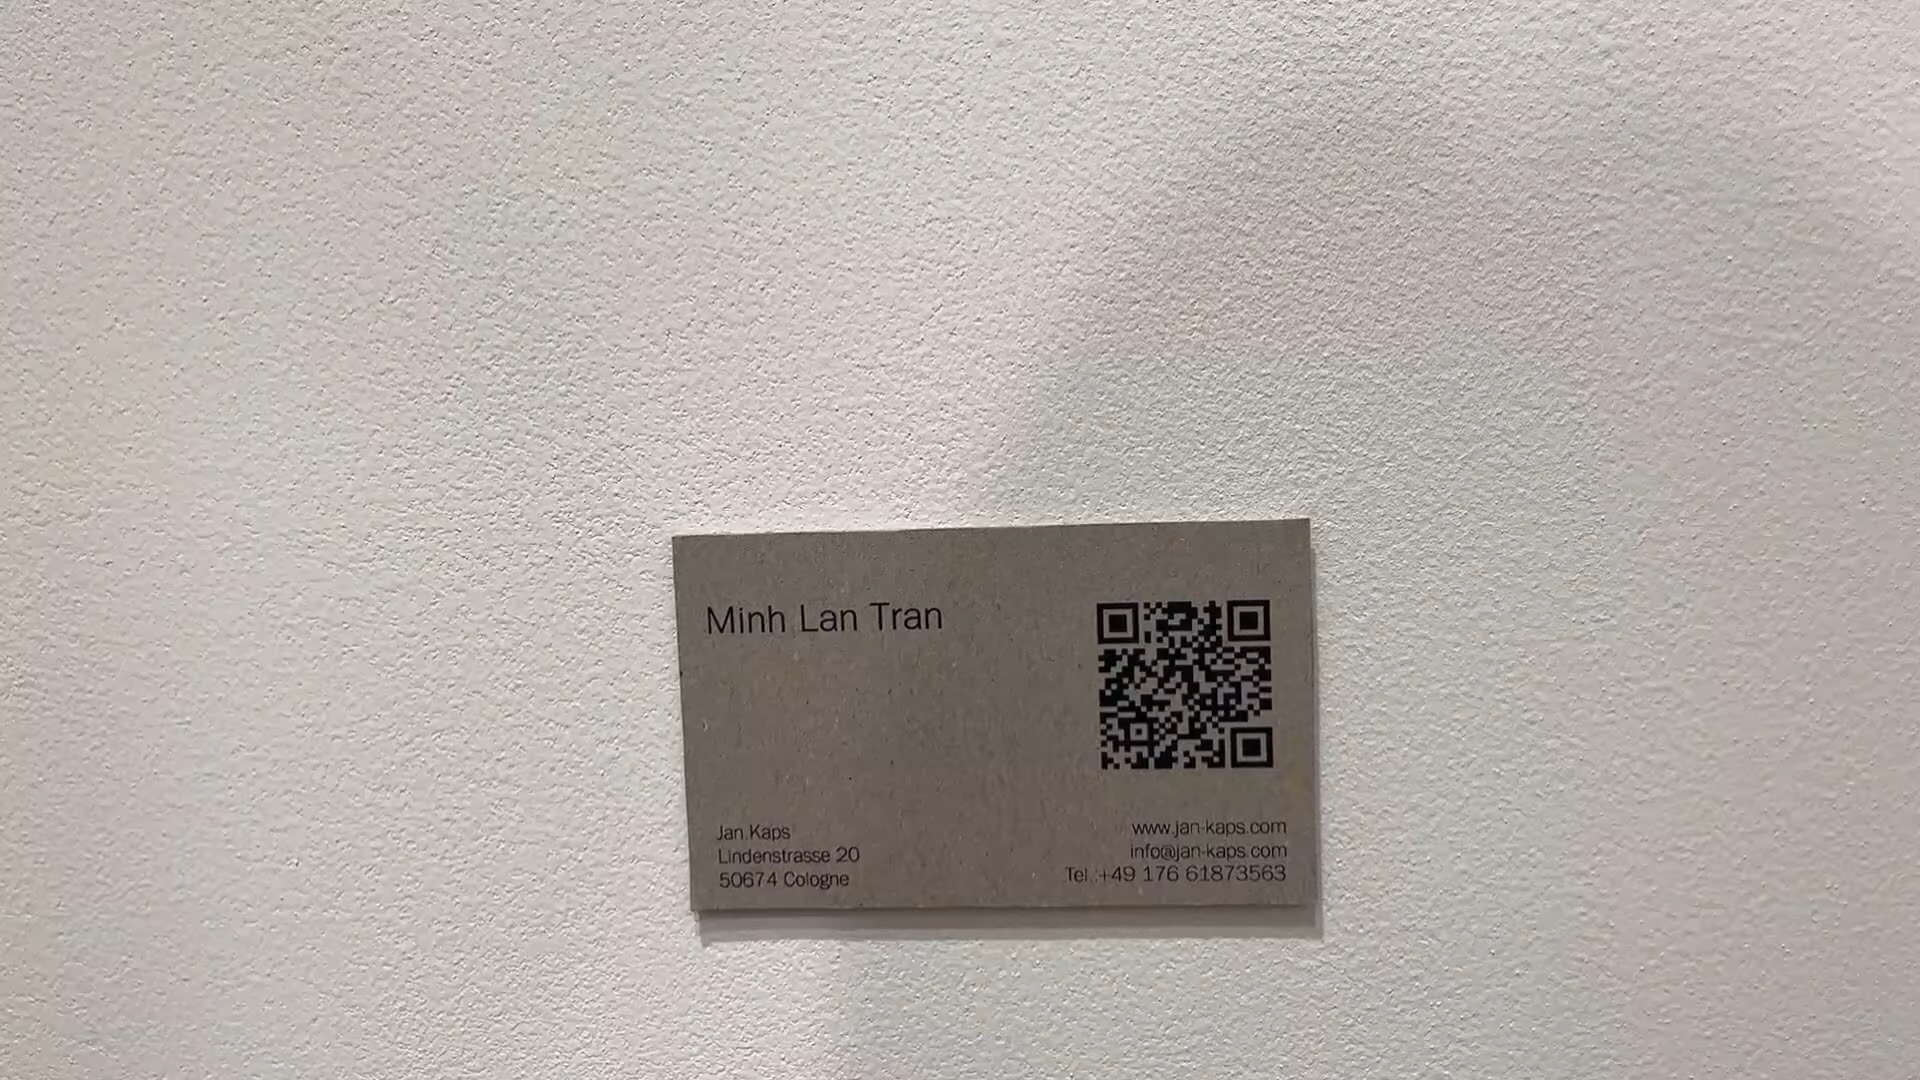 Minh Lan Tran
Jan Kaps
Lindenstrasse 20
50674 Cologne
www.jan-kaps.com
info@jan-kaps.com
Tel.:+49 176 61873563